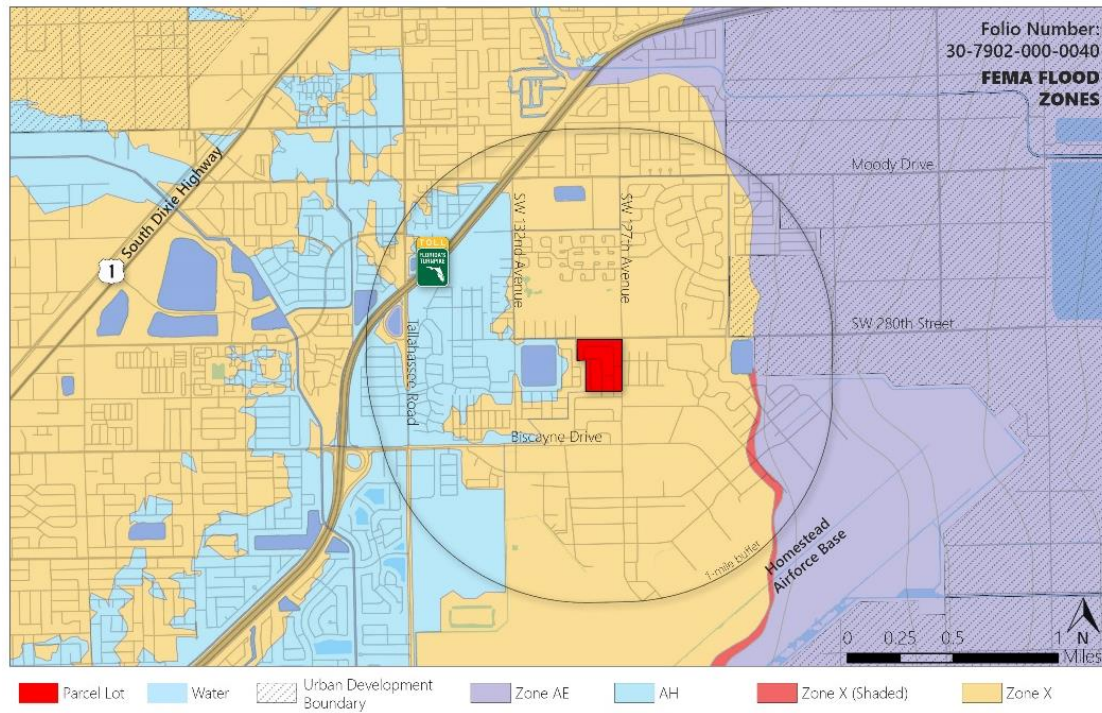 Folio Number:
30-7902-000-0040
FEMA FLOOD
ZONES
Moody Drive
South Dixie Highway
1
SW 132nd Avenue
SW 127th Avenue
TOLL
FLORIDA'S
TURNPIKE
SW 280th Street
Tallahassee Road
Biscayne Drive
1-mile buffer
Homestead
Airforce Base
N
0 0.25 0.5 1
Miles
Parcel Lot
Water
Urban Development
Boundary
Zone AE
AH
Zone X (Shaded)
Zone X